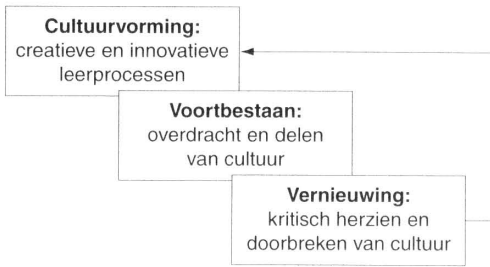 Cultuurvorming:
creatieve en innovatieve
leerprocessen
Voortbestaan:
overdracht en delen
van cultuur
Vernieuwing:
kritisch herzien en
doorbreken van cultuur